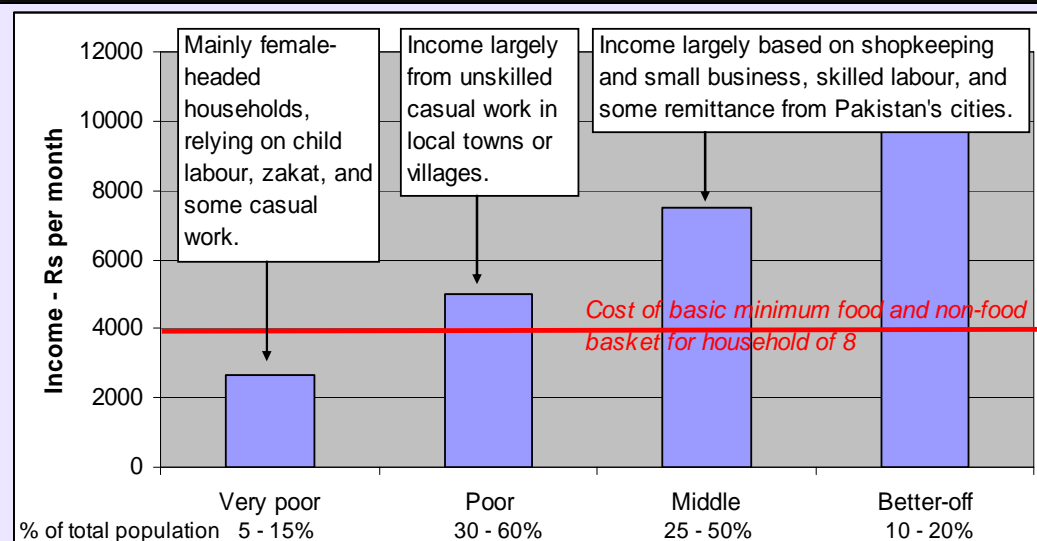 12000
10000
8000
6000
4000
2000
0
Income - Rs per month
Mainly female-
headed
households,
relying on child
labour, zakat, and
some casual
work.
Income largely
from unskilled
casual work in
local towns or
villages.
Income largely based on shopkeeping
and small business, skilled labour, and
some remittance from Pakistan's cities.
Cost of basic minimum food and non-food
basket for household of 8
Very poor Poor Middle Better-off
% of total population 5 - 15% 30 - 60% 25 - 50% 10 - 20%